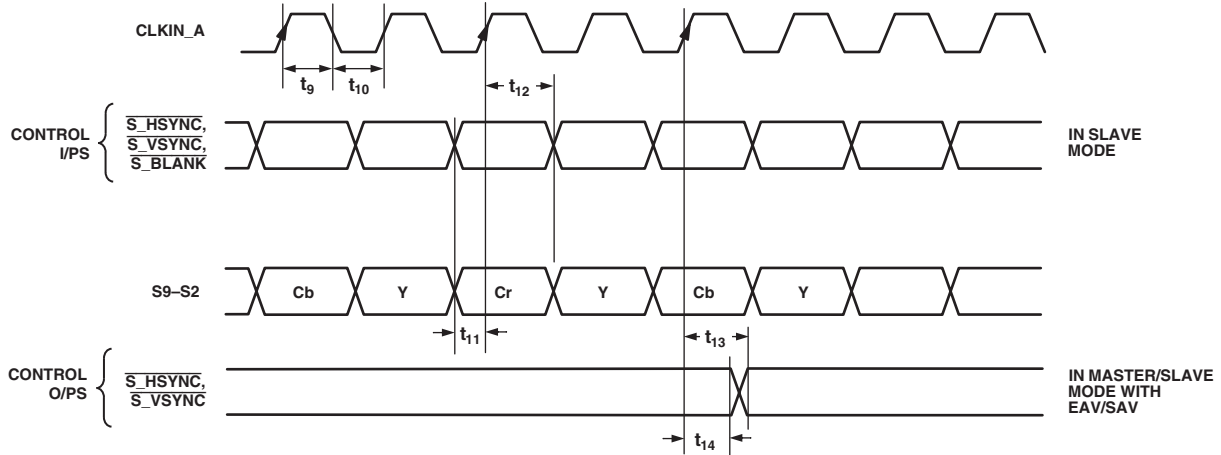 CLKIN_A
t9
t10
t12
CONTROL
I/PS
S_HSYNC,
S_VSYNC,
S_BLANK
IN SLAVE
MODE
S9–S2
Cb
Y
Cr
Y
Cb
Y
t11
t13
CONTROL
O/PS
S_HSYNC,
S_VSYNC
IN MASTER/SLAVE
MODE WITH
EAV/SAV
t14